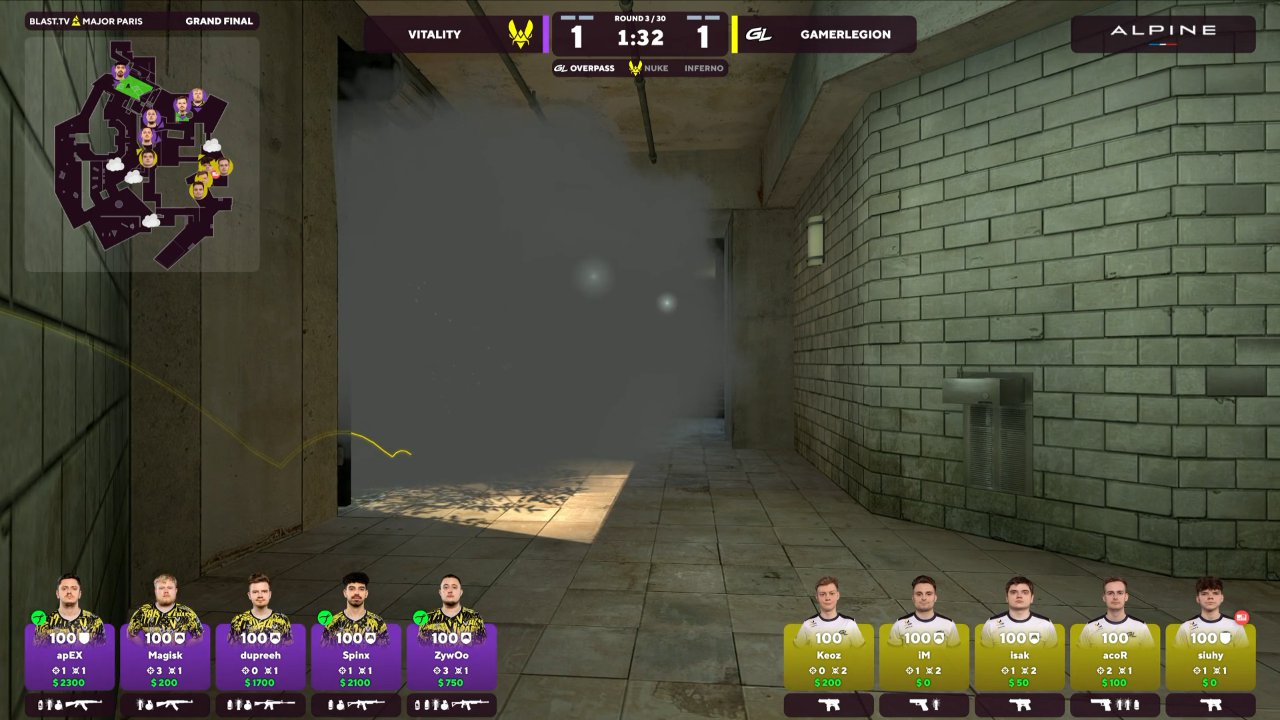 BLAST.TV MAJOR PARIS GRAND FINAL
VITALITY 1 ROUND 3 / 30 1:32 1 GL GAMERLEGION
ALPINE
GL OVERPASS NUKE INFERNO
100 100 100 100 100
apEX Magisk dupreeh Spinx ZywOo
1 1 3 1 0 1 1 1 3 1
$2300 $200 $1700 $2100 $750
100 100 100 100 100
Keoz iM isak acoR siuhy
0 2 1 2 1 2 2 1 1 1
$200 $0 $50 $100 $0